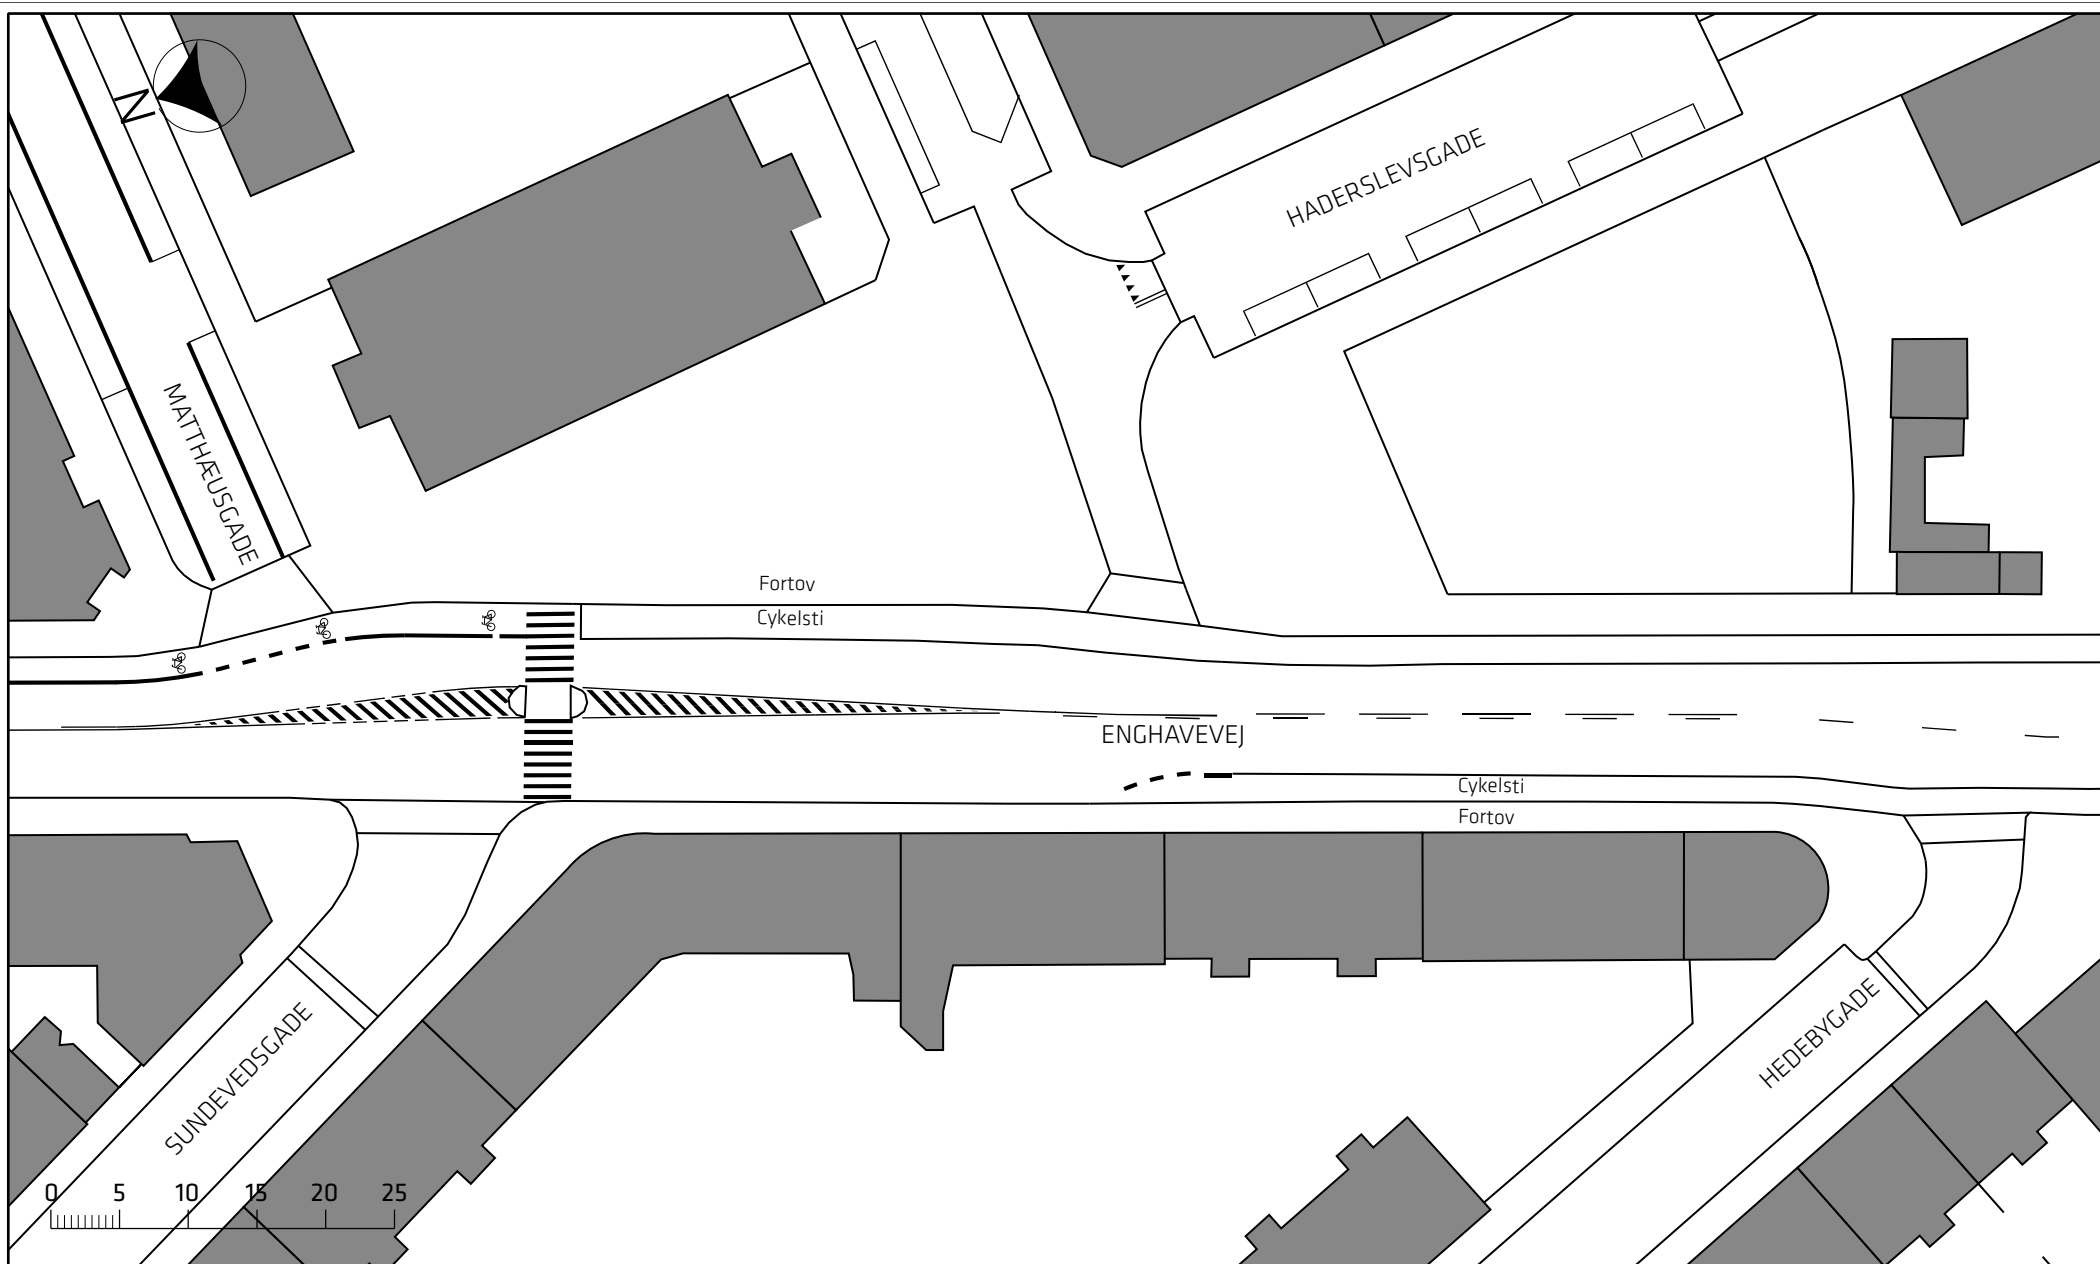 N
HADERSLEVSGADE
MATTHÆUSGADE
Fortov
Cykelsti
ENGHAVEVEJ
Cykelsti
Fortov
SUNDEVEDSGADE
HEDEBYGADE
0 5 10 15 20 25